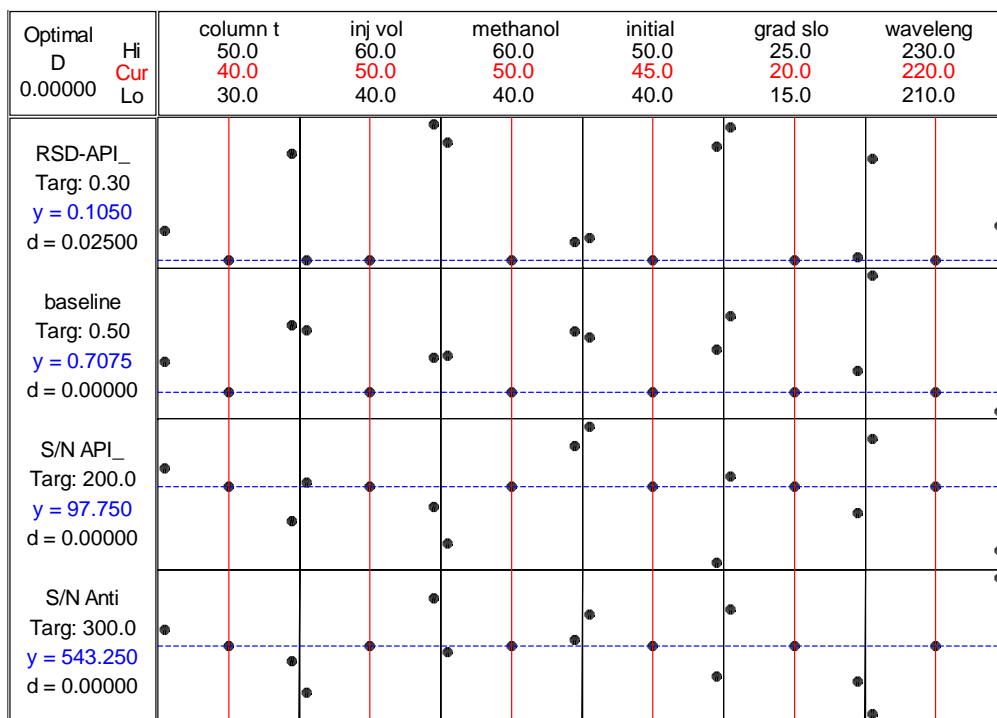 Optimal
D
0.00000
Hi
Cur
Lo
column t
50.0
40.0
30.0
inj vol
60.0
50.0
40.0
methanol
60.0
50.0
40.0
initial
50.0
45.0
40.0
grad slo
25.0
20.0
15.0
waveleng
230.0
220.0
210.0
RSD-API_
Targ: 0.30
y = 0.1050
d = 0.02500
baseline
Targ: 0.50
y = 0.7075
d = 0.00000
S/N API_
Targ: 200.0
y = 97.750
d = 0.00000
S/N Anti
Targ: 300.0
y = 543.250
d = 0.00000